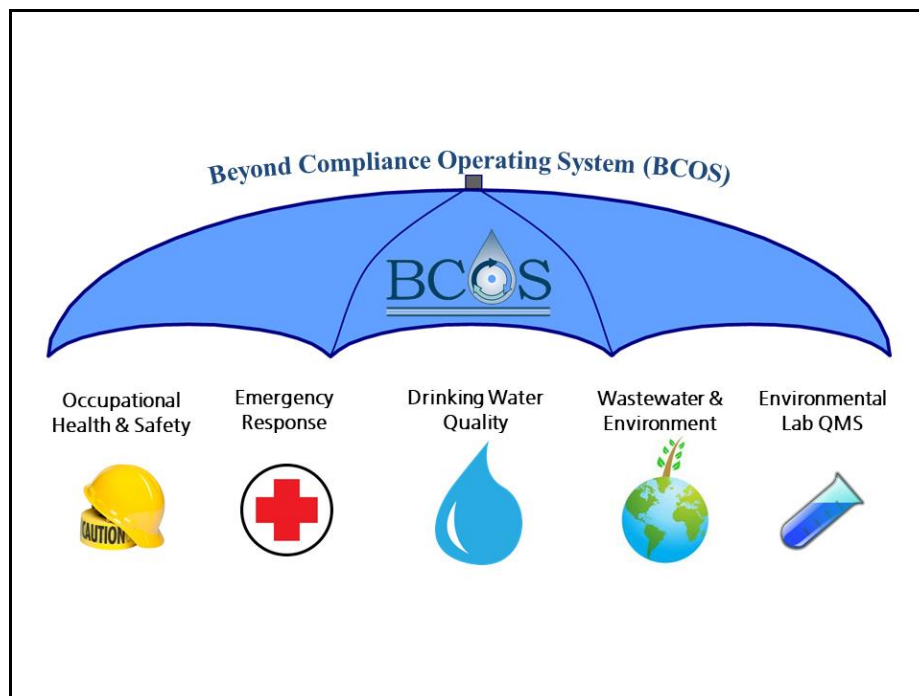 Beyond Compliance Operating System (BCOS)
BCOS
Occupational
Health & Safety
Emergency
Response
Drinking Water
Quality
Wastewater &
Environment
Environmental
Lab QMS
CAUTION